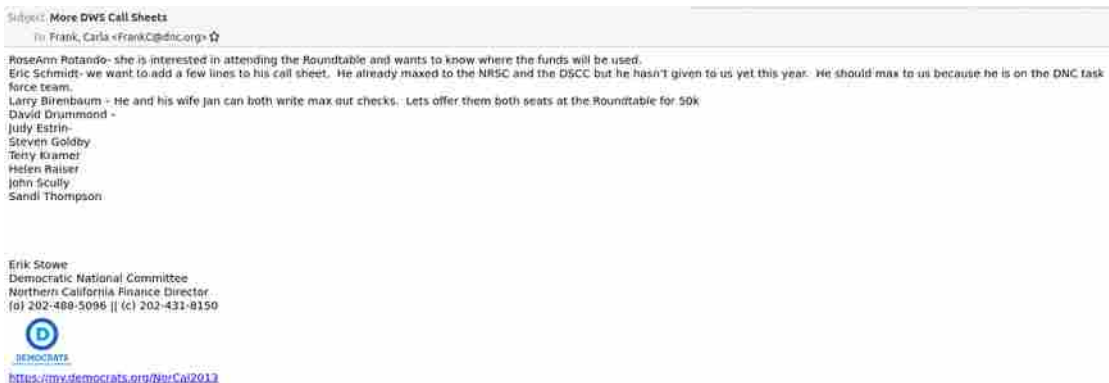 Subject: More DWS Call Sheets
To: Frank, Carla <FrankC@dnc.org>
RoseAnn Rotando- she is interested in attending the Roundtable and wants to know where the funds will be used.
Eric Schmidt- we want to add a few lines to his call sheet.  He already maxed to the NRSC and the DSCC but he hasn't given to us yet this year.  He should max to us because he is on the DNC task
force team.
Larry Birenbaum - He and his wife Jan can both write max out checks.  Lets offer them both seats at the Roundtable for 50k
David Drummond -
Judy Estrin-
Steven Goldby
Terry Kramer
Helen Raiser
John Scully
Sandi Thompson
Erik Stowe
Democratic National Committee
Northern California Finance Director
(o) 202-488-5096 || (c) 202-431-8150
D
DEMOCRATS
https://my.democrats.org/NorCal2013